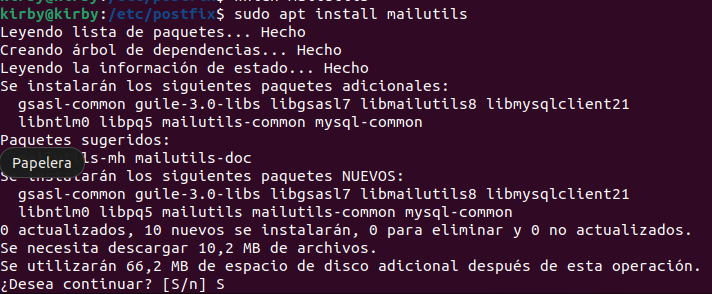 kirby@kirby:/etc/postfix$ sudo apt install mailutils
Leyendo lista de paquetes... Hecho
Creando árbol de dependencias... Hecho
Leyendo la información de estado... Hecho
Se instalarán los siguientes paquetes adicionales:
gsasl-common guile-3.0-libs libgsasl7 libmailutils8 libmysqlclient21
libntlm0 libpq5 mailutils-common mysql-common
Paquetes sugeridos:
Papelera
ls-mh mailutils-doc
Se instalarán los siguientes paquetes NUEVOS:
gsasl-common guile-3.0-libs libgsasl7 libmailutils8 libmysqlclient21
libntlm0 libpq5 mailutils mailutils-common mysql-common
0 actualizados, 10 nuevos se instalarán, 0 para eliminar y 0 no actualizados.
Se necesita descargar 10,2 MB de archivos.
Se utilizarán 66,2 MB de espacio de disco adicional después de esta operación.
¿Desea continuar? [S/n] S